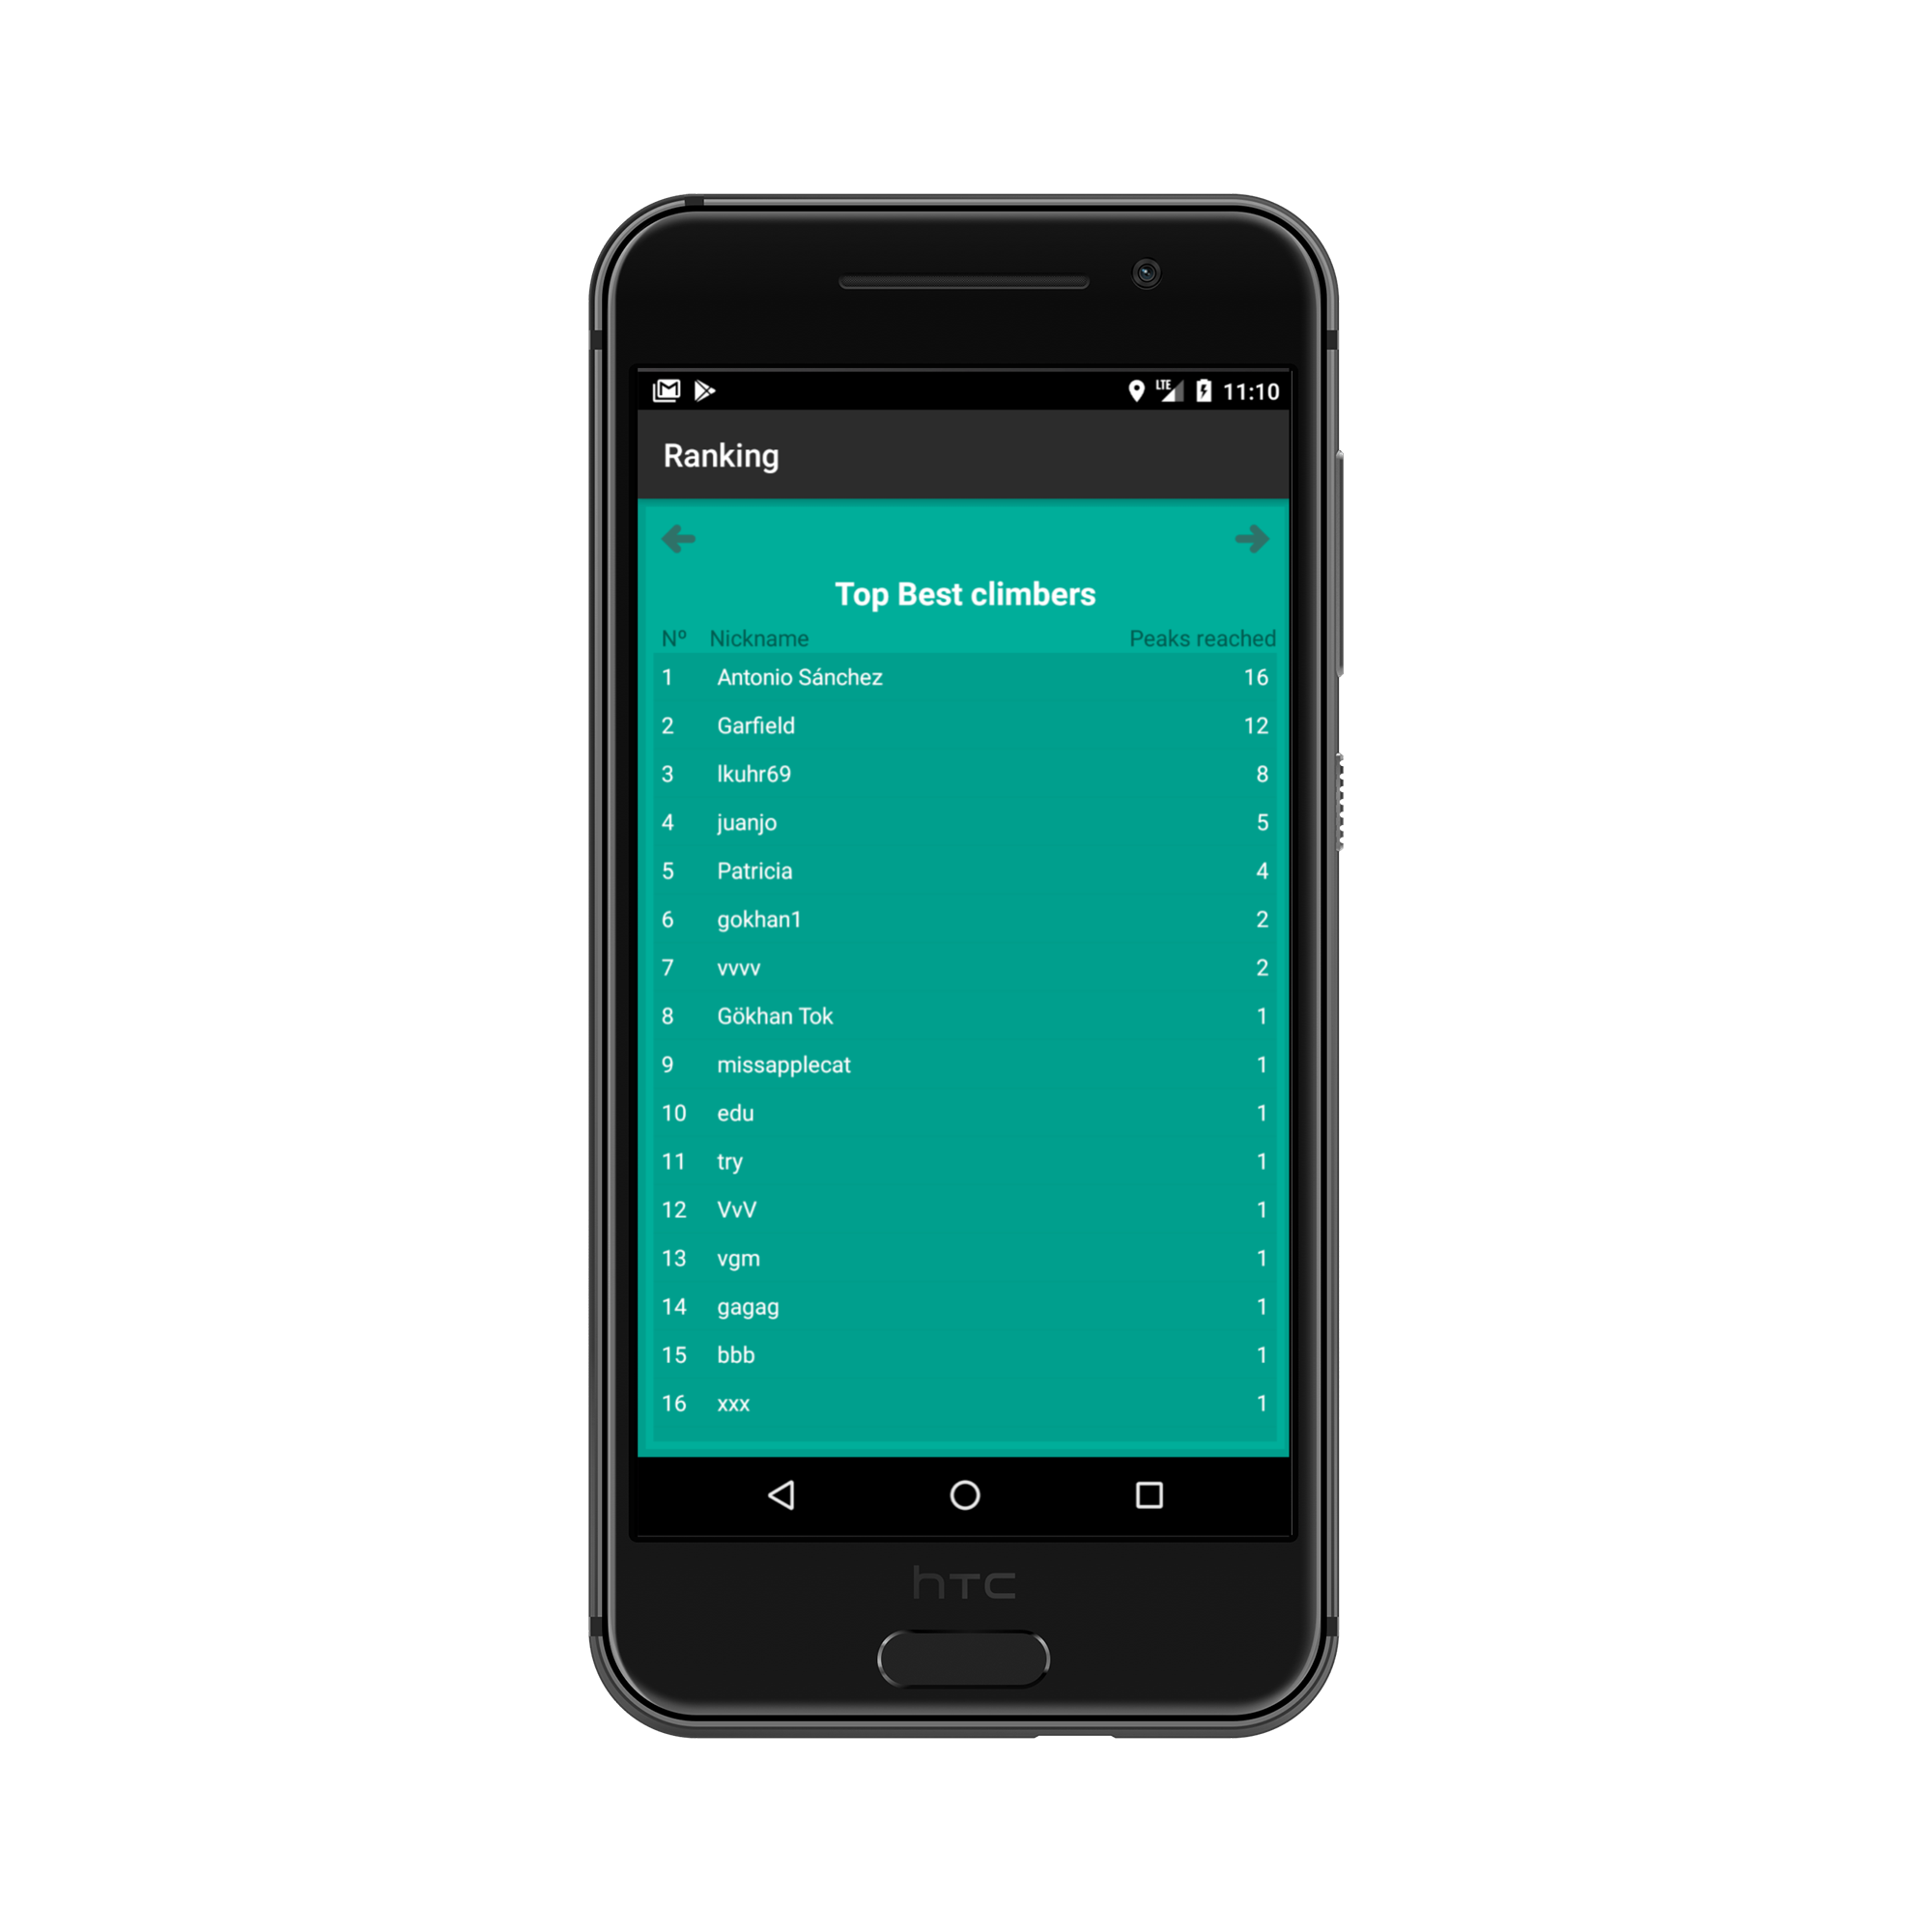 LTE 11:10
Ranking
Top Best climbers
Nº Nickname Peaks reached
1 Antonio Sánchez 16
2 Garfield 12
3 lkuhr69 8
4 juanjo 5
5 Patricia 4
6 gokhan1 2
7 vvvv 2
8 Gökhan Tok 1
9 missapplecat 1
10 edu 1
11 try 1
12 VvV 1
13 vgm 1
14 gagag 1
15 bbb 1
16 xxx 1
hTC